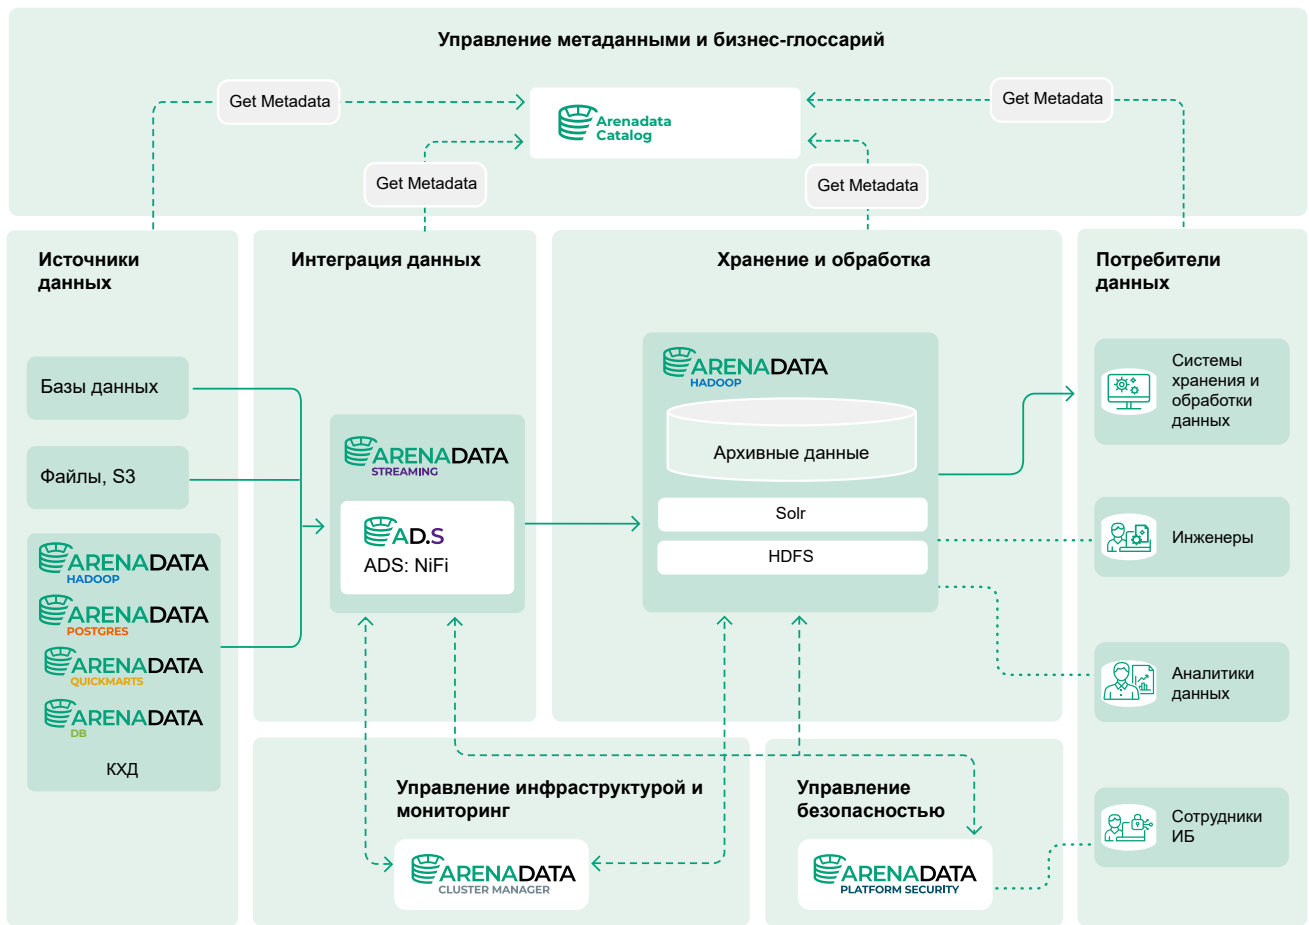 Управление метаданными и бизнес-глоссарий
Get Metadata
Arenadata
Catalog
Get Metadata
Get Metadata
Get Metadata
Источники
данных
Базы данных
Файлы, S3
ARENADATA
HADOOP
ARENADATA
POSTGRES
ARENADATA
QUICKMARTS
ARENADATA
DB
КХД
Интеграция данных
ARENADATA
STREAMING
AD.S
ADS: NiFi
Хранение и обработка
ARENADATA
HADOOP
Архивные данные
Solr
HDFS
Потребители
данных
Системы
хранения и
обработки
данных
Инженеры
Аналитики
данных
Сотрудники
ИБ
Управление инфраструктурой и
мониторинг
ARENADATA
CLUSTER MANAGER
Управление
безопасностью
ARENADATA
PLATFORM SECURITY